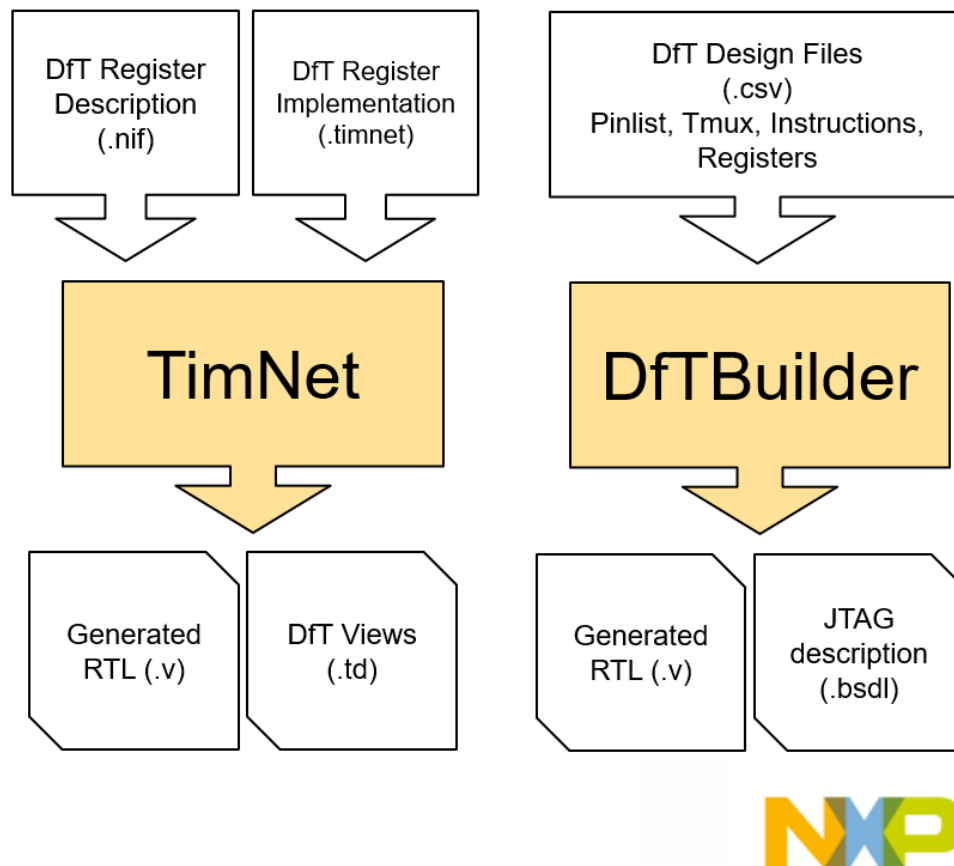 DfT Register
Description
(.nif)
DfT Register
Implementation
(.timnet)
DfT Design Files
(.csv)
Pinlist, Tmux, Instructions,
Registers
TimNet
DfTBuilder
Generated
RTL (.v)
DfT Views
(.td)
Generated
RTL (.v)
JTAG
description
(.bsdl)
NXP